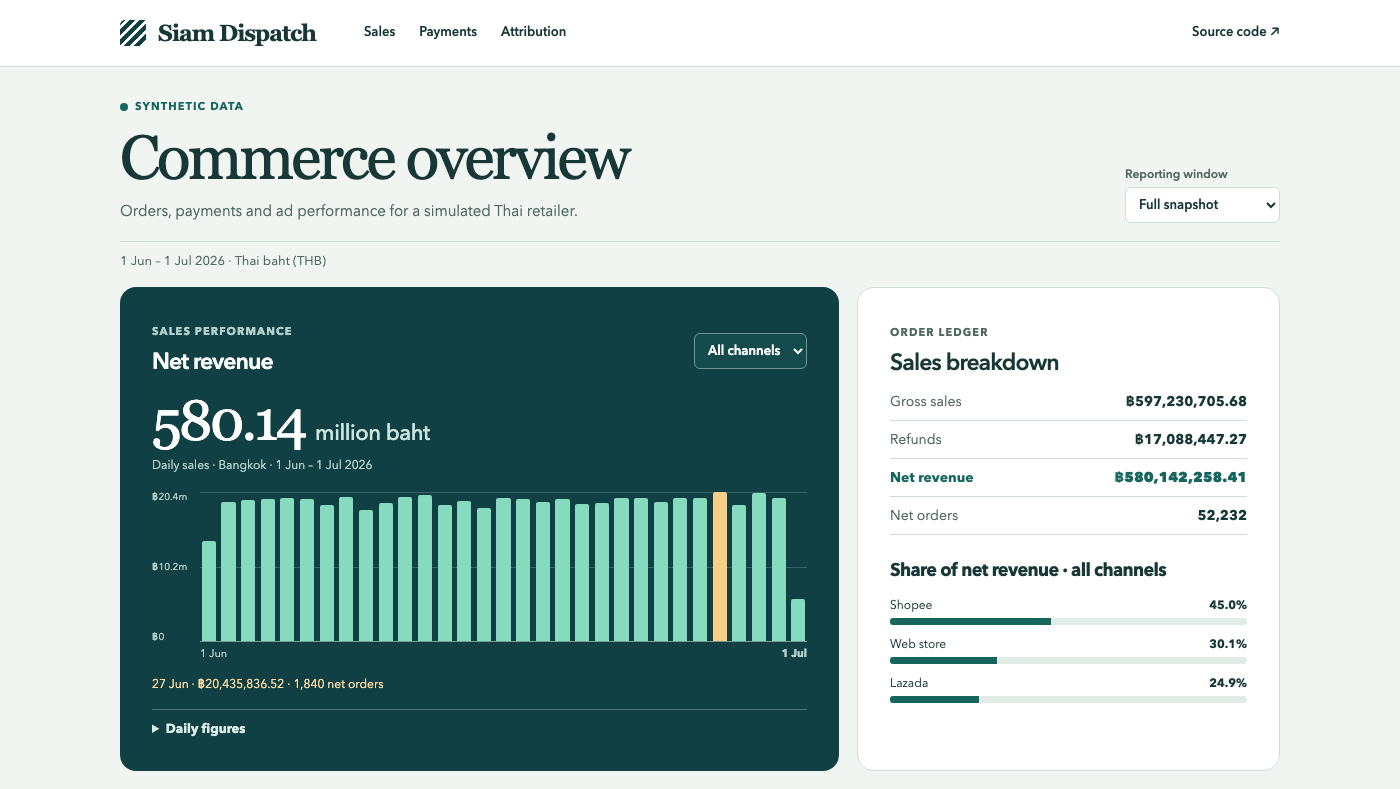 Siam Dispatch
Sales
Payments
Attribution
Source code ↗
SYNTHETIC DATA
Commerce overview
Orders, payments and ad performance for a simulated Thai retailer.
Reporting window
Full snapshot
1 Jun – 1 Jul 2026 · Thai baht (THB)
SALES PERFORMANCE
Net revenue
All channels
580.14 million baht
Daily sales · Bangkok · 1 Jun – 1 Jul 2026
฿20.4m
฿10.2m
฿0
1 Jun
1 Jul
27 Jun · ฿20,435,836.52 · 1,840 net orders
Daily figures
ORDER LEDGER
Sales breakdown
Gross sales ฿597,230,705.68
Refunds ฿17,088,447.27
Net revenue ฿580,142,258.41
Net orders 52,232
Share of net revenue · all channels
Shopee 45.0%
Web store 30.1%
Lazada 24.9%